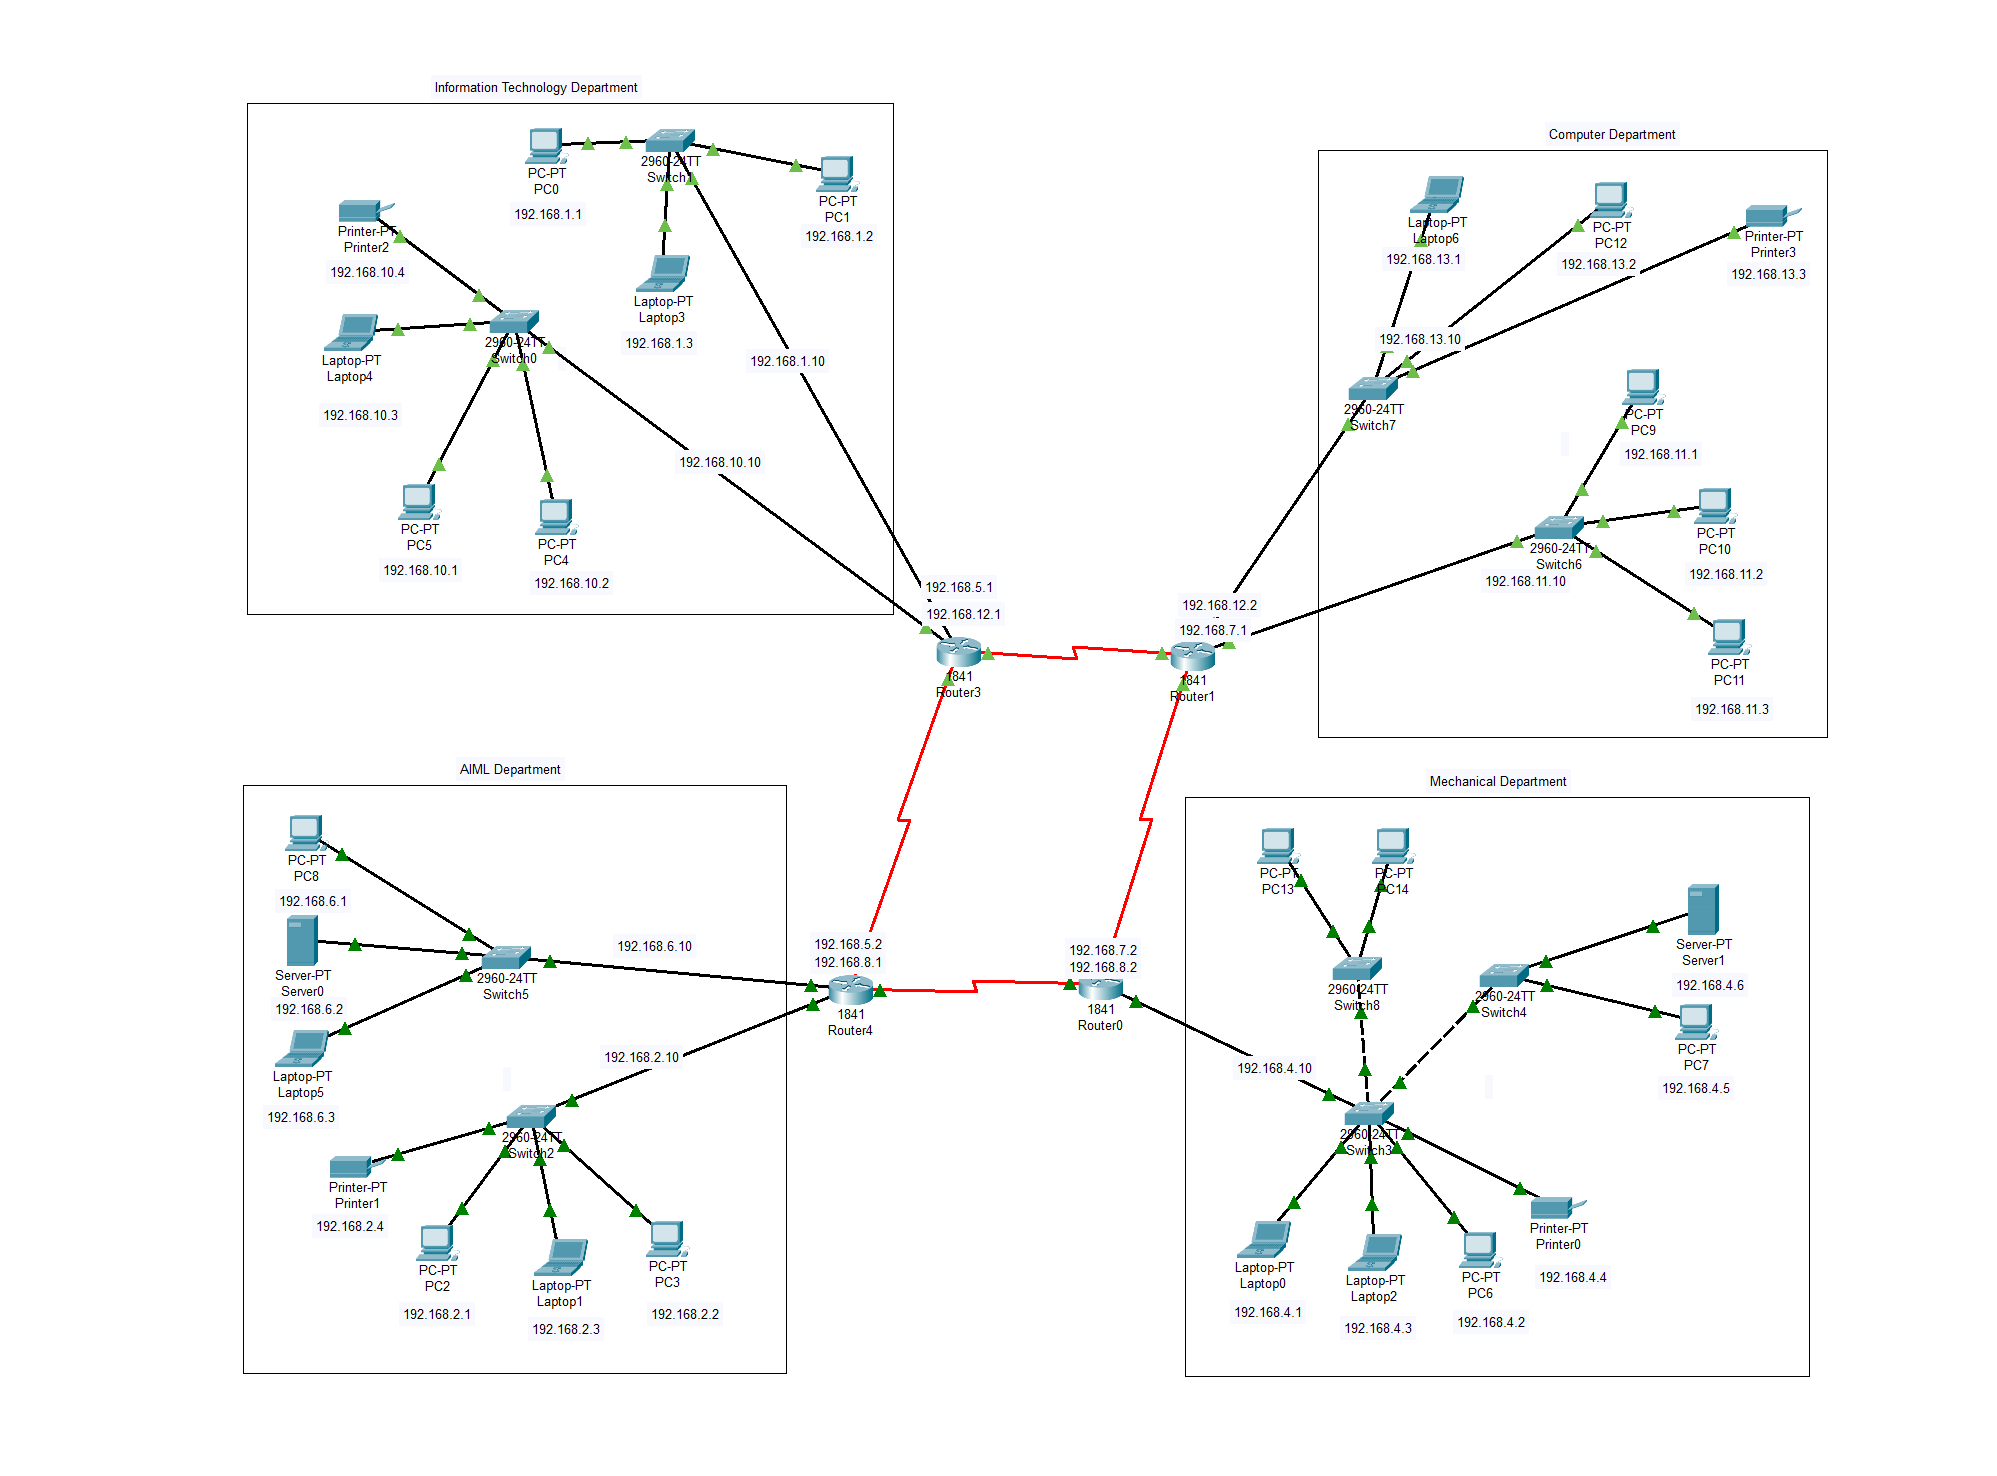 Information Technology Department
PC-PT
PC0
192.168.1.1
2960-24TT
Switch1
PC-PT
PC1
192.168.1.2
Printer-PT
Printer2
192.168.10.4
Laptop-PT
Laptop3
192.168.1.3
2960-24TT
Switch0
Laptop-PT
Laptop4
192.168.10.3
192.168.1.10
192.168.10.10
PC-PT
PC5
192.168.10.1
PC-PT
PC4
192.168.10.2
Computer Department
Laptop-PT
Laptop6
192.168.13.1
PC-PT
PC12
192.168.13.2
Printer-PT
Printer3
192.168.13.3
192.168.13.10
2960-24TT
Switch7
PC-PT
PC9
192.168.11.1
2960-24TT
Switch6
192.168.11.10
PC-PT
PC10
192.168.11.2
PC-PT
PC11
192.168.11.3
192.168.5.1
192.168.12.1
1841
Router3
192.168.12.2
192.168.7.1
1841
Router1
AIML Department
PC-PT
PC8
192.168.6.1
Server-PT
Server0
192.168.6.2
2960-24TT
Switch5
192.168.6.10
Laptop-PT
Laptop5
192.168.6.3
192.168.2.10
2960-24TT
Switch2
Printer-PT
Printer1
192.168.2.4
PC-PT
PC2
192.168.2.1
Laptop-PT
Laptop1
192.168.2.3
PC-PT
PC3
192.168.2.2
192.168.5.2
192.168.8.1
1841
Router4
192.168.7.2
192.168.8.2
1841
Router0
Mechanical Department
PC-PT
PC13
PC-PT
PC14
2960-24TT
Switch8
2960-24TT
Switch4
Server-PT
Server1
192.168.4.6
PC-PT
PC7
192.168.4.5
192.168.4.10
2960-24TT
Switch3
Laptop-PT
Laptop0
192.168.4.1
Laptop-PT
Laptop2
192.168.4.3
PC-PT
PC6
192.168.4.2
Printer-PT
Printer0
192.168.4.4